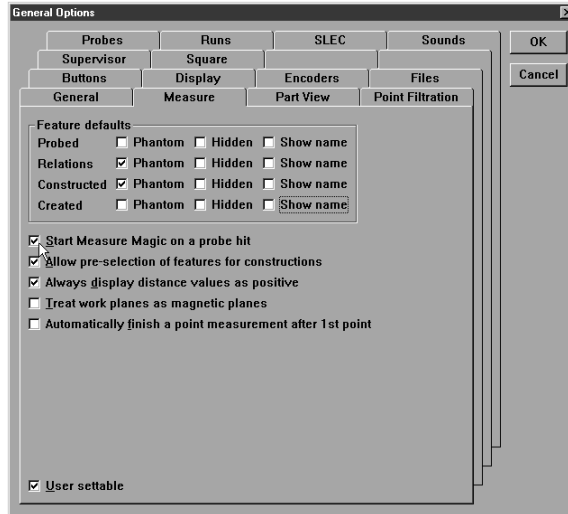 General Options
Probes Runs SLEC Sounds
Supervisor Square
Buttons Display Encoders Files
General Measure Part View Point Filtration
OK
Cancel
Feature defaults
Probed Phantom Hidden Show name
Relations Phantom Hidden Show name
Constructed Phantom Hidden Show name
Created Phantom Hidden Show name
Start Measure Magic on a probe hit
Allow pre-selection of features for constructions
Always display distance values as positive
Treat work planes as magnetic planes
Automatically finish a point measurement after 1st point
User settable